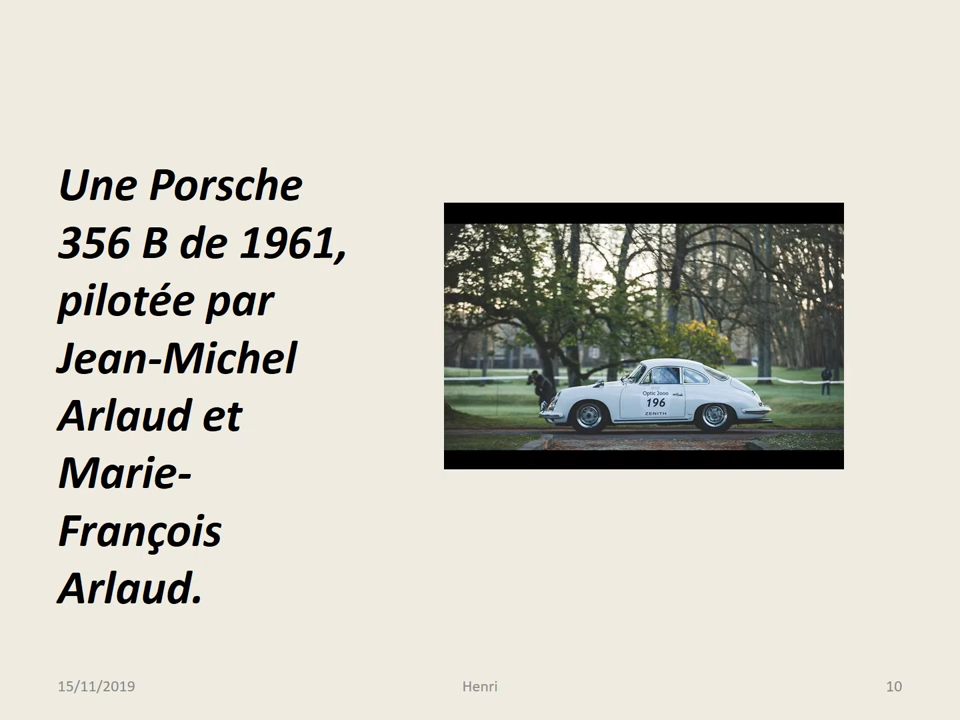 Une Porsche
356 B de 1961,
pilotée par
Jean-Michel
Arlaud et
Marie-
François
Arlaud.
Optic 2ooo
196
ZENITH
15/11/2019
Henri
10